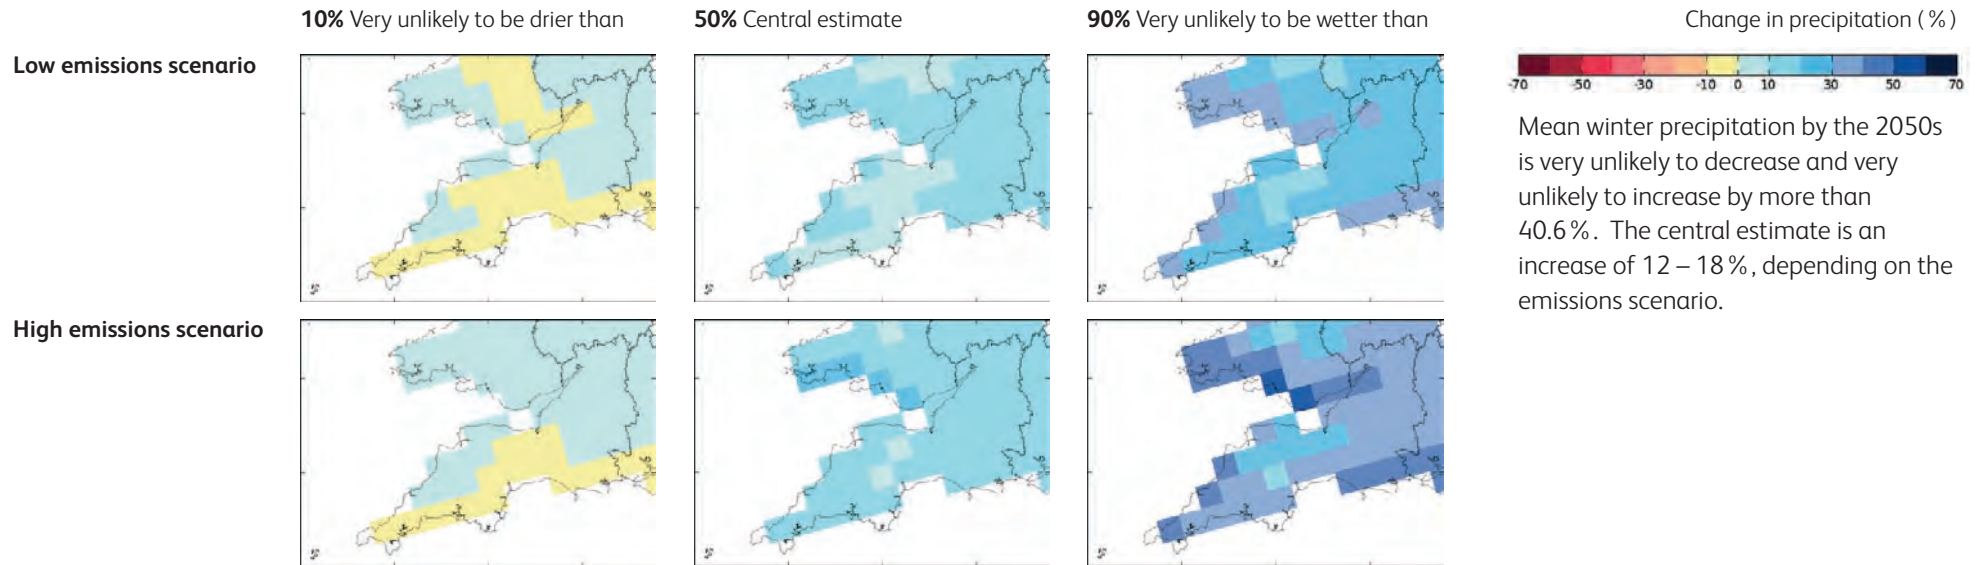 10% Very unlikely to be drier than
50% Central estimate
90% Very unlikely to be wetter than
Change in precipitation (%)
Low emissions scenario
-70 -50 -30 -10 0 10 30 50 70
Mean winter precipitation by the 2050s
is very unlikely to decrease and very
unlikely to increase by more than
40.6%. The central estimate is an
increase of 12 – 18%, depending on the
emissions scenario.
High emissions scenario